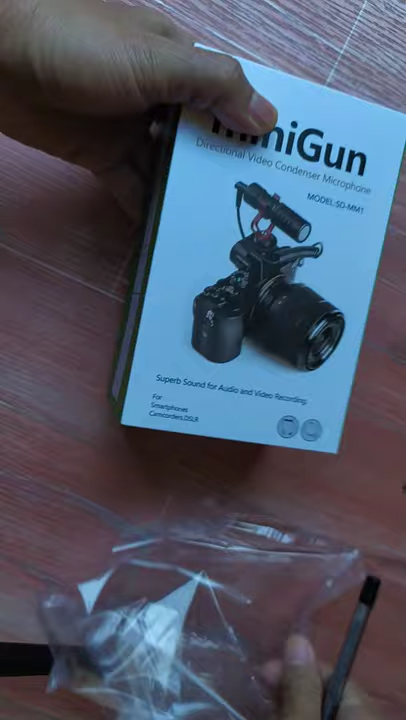 miniGun
Directional Video Condenser Microphone
MODEL:SD-MM1
Superb Sound for Audio and Video Recording
For
Smartphones
Camcorders,DSLR